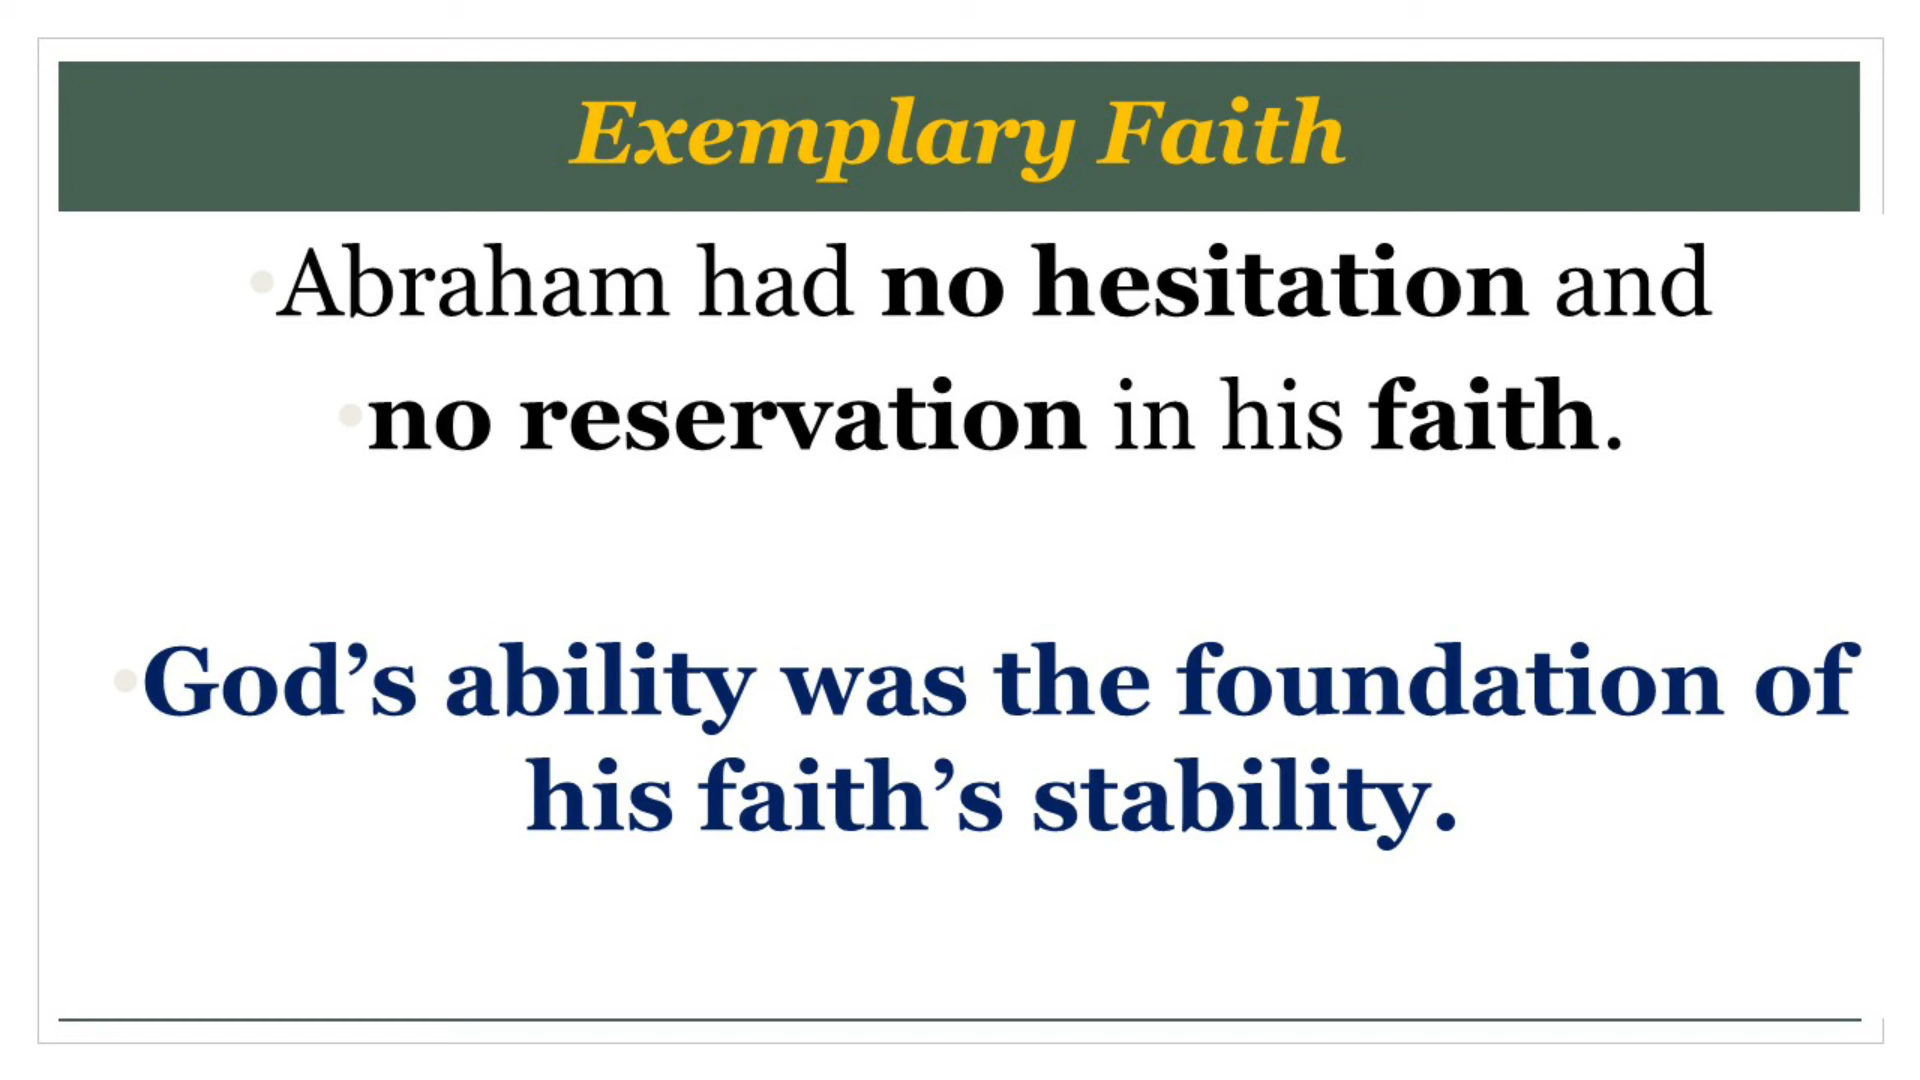 Exemplary Faith
•Abraham had no hesitation and
•no reservation in his faith.
•God’s ability was the foundation of
his faith’s stability.